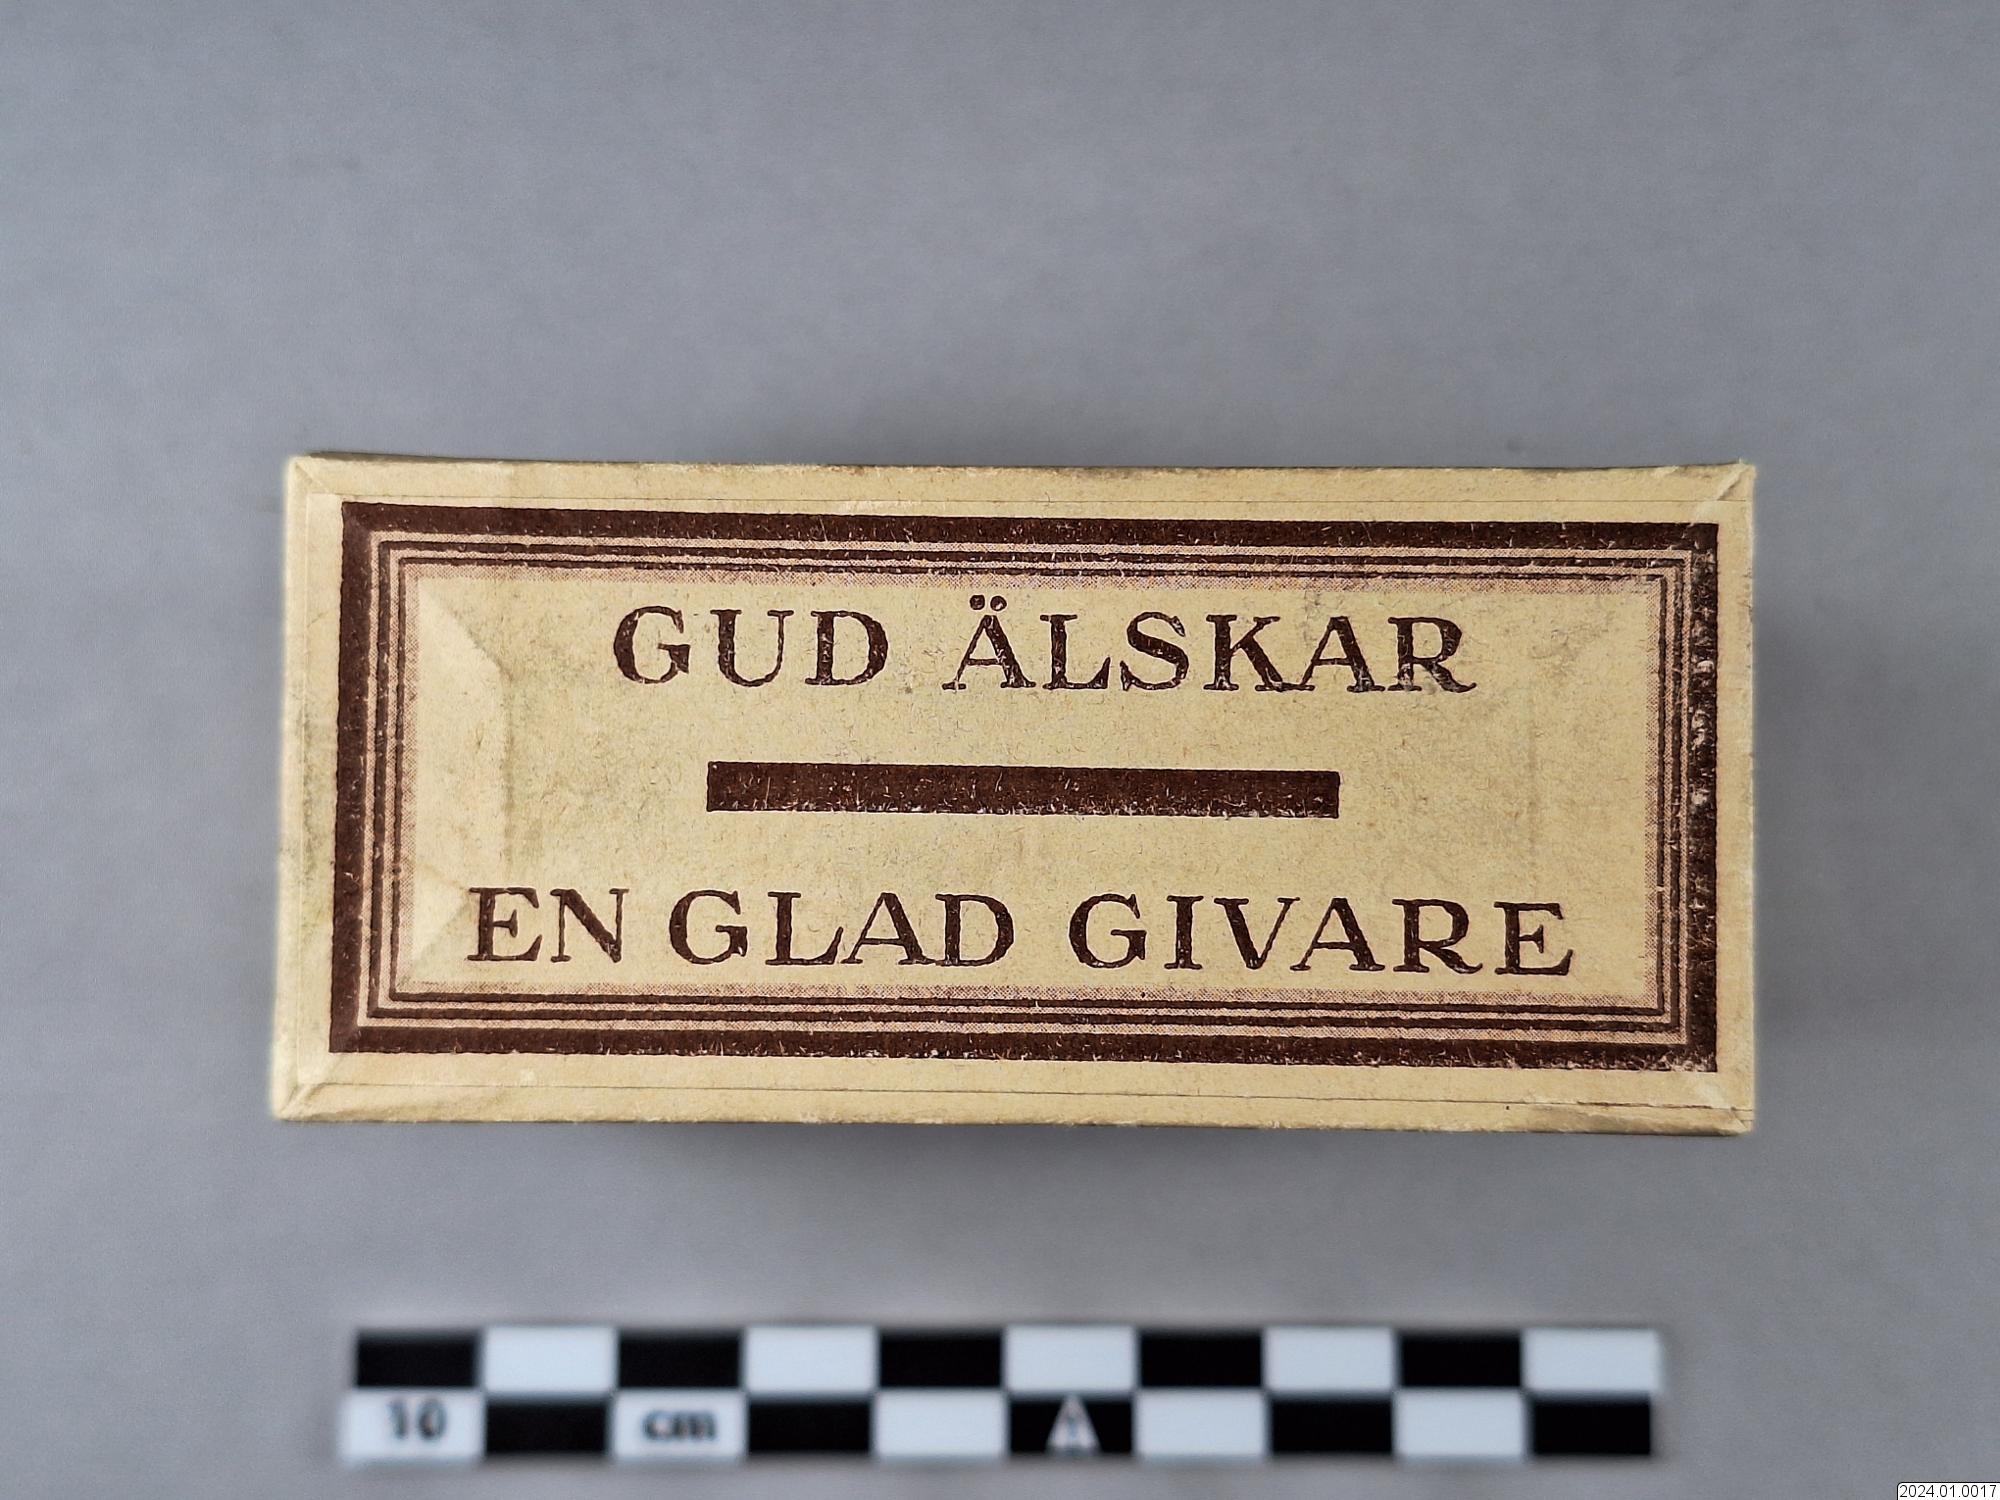 GUD ÄLSKAR
EN GLAD GIVARE
10 cm
2024.01.0017